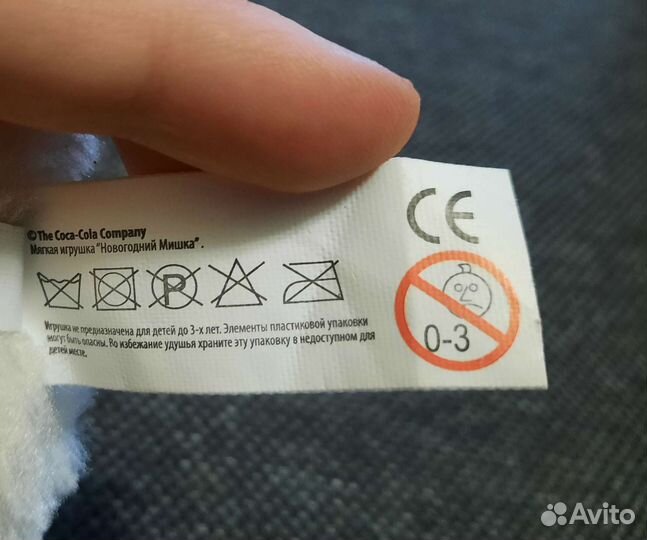 ©The Coca-Cola Company
Мягкая игрушка "Новогодний Мишка".
CE
P
Игрушка не предназначена для детей до 3-х лет. Элементы пластиковой упаковки
могут быть опасны. Во избежание удушья храните эту упаковку в недоступном для
детей месте.
0-3
Avito